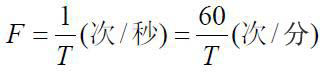 F = 1/T (次/秒) = 60/T (次/分)